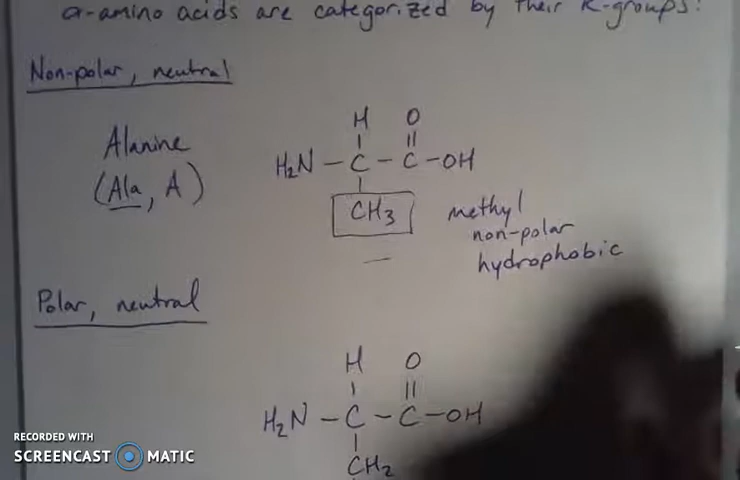 α-amino acids are categorized by their R-groups:
Non-polar, neutral
Alanine
(Ala, A)
H O
H₂N – C – C – OH
CH₃
methyl
non-polar
hydrophobic
Polar, neutral
H O
H₂N – C – C – OH
CH₂
RECORDED WITH
SCREENCAST MATIC